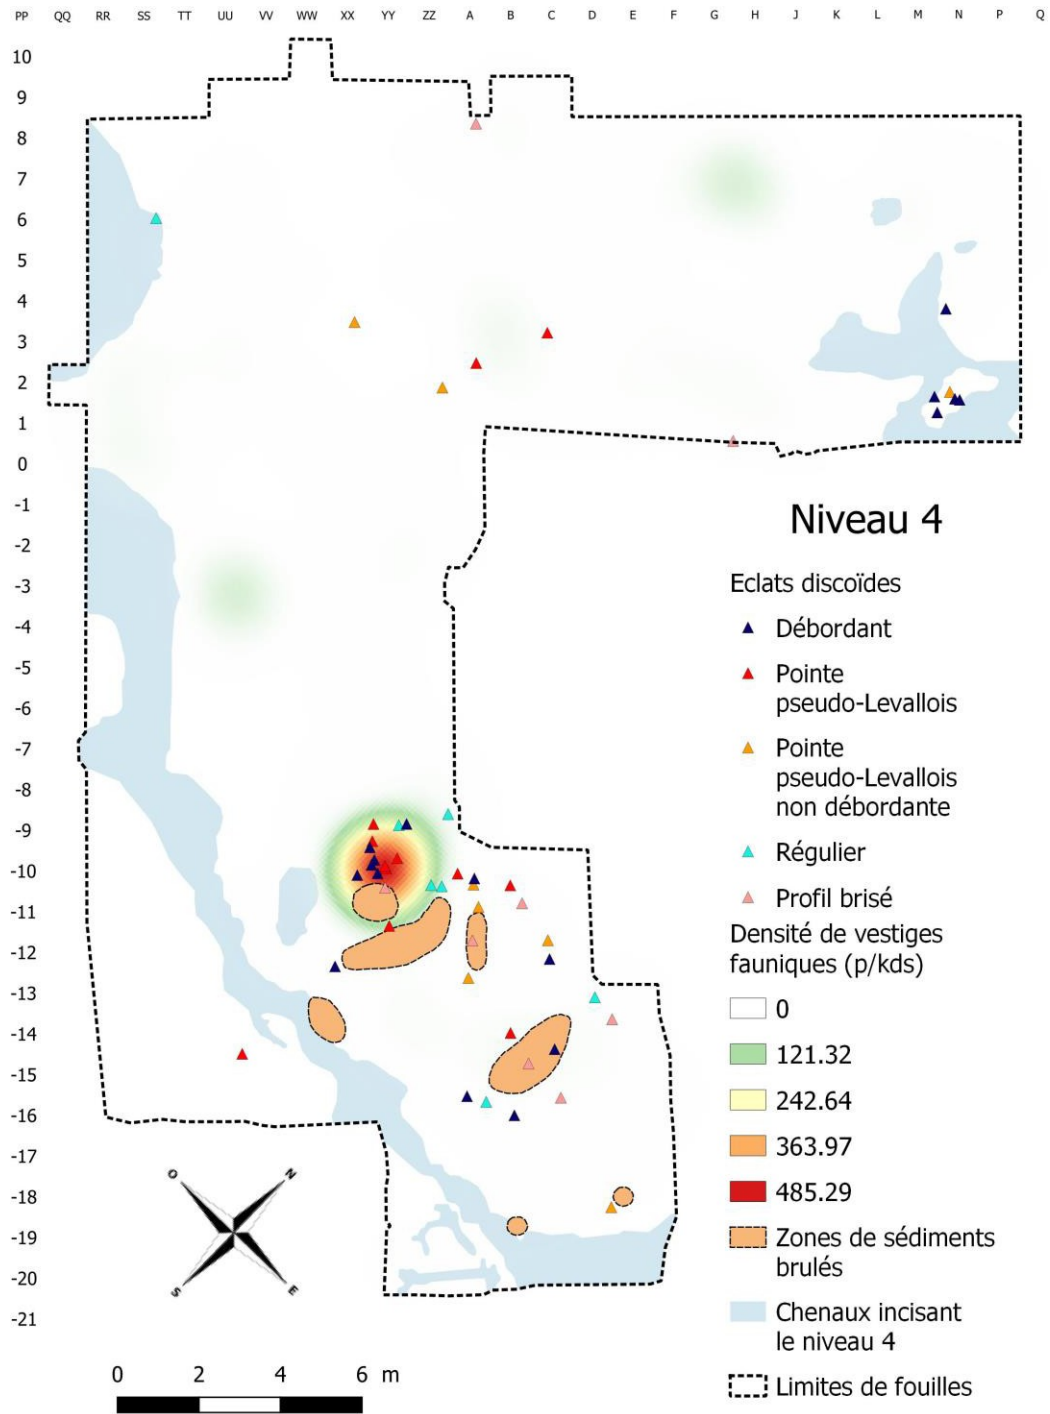 PP QQ RR SS TT UU VV WW XX YY ZZ A B C D E F G H J K L M N P Q
10
9
8
7
6
5
4
3
2
1
0
-1
-2
-3
-4
-5
-6
-7
-8
-9
-10
-11
-12
-13
-14
-15
-16
-17
-18
-19
-20
-21
Niveau 4
Eclats discoïdes
Débordant
Pointe
pseudo-Levallois
Pointe
pseudo-Levallois
non débordante
Régulier
Profil brisé
Densité de vestiges
fauniques (p/kds)
0
121.32
242.64
363.97
485.29
Zones de sédiments
brulés
Chenaux incisant
le niveau 4
Limites de fouilles
O N
S E
0 2 4 6 m